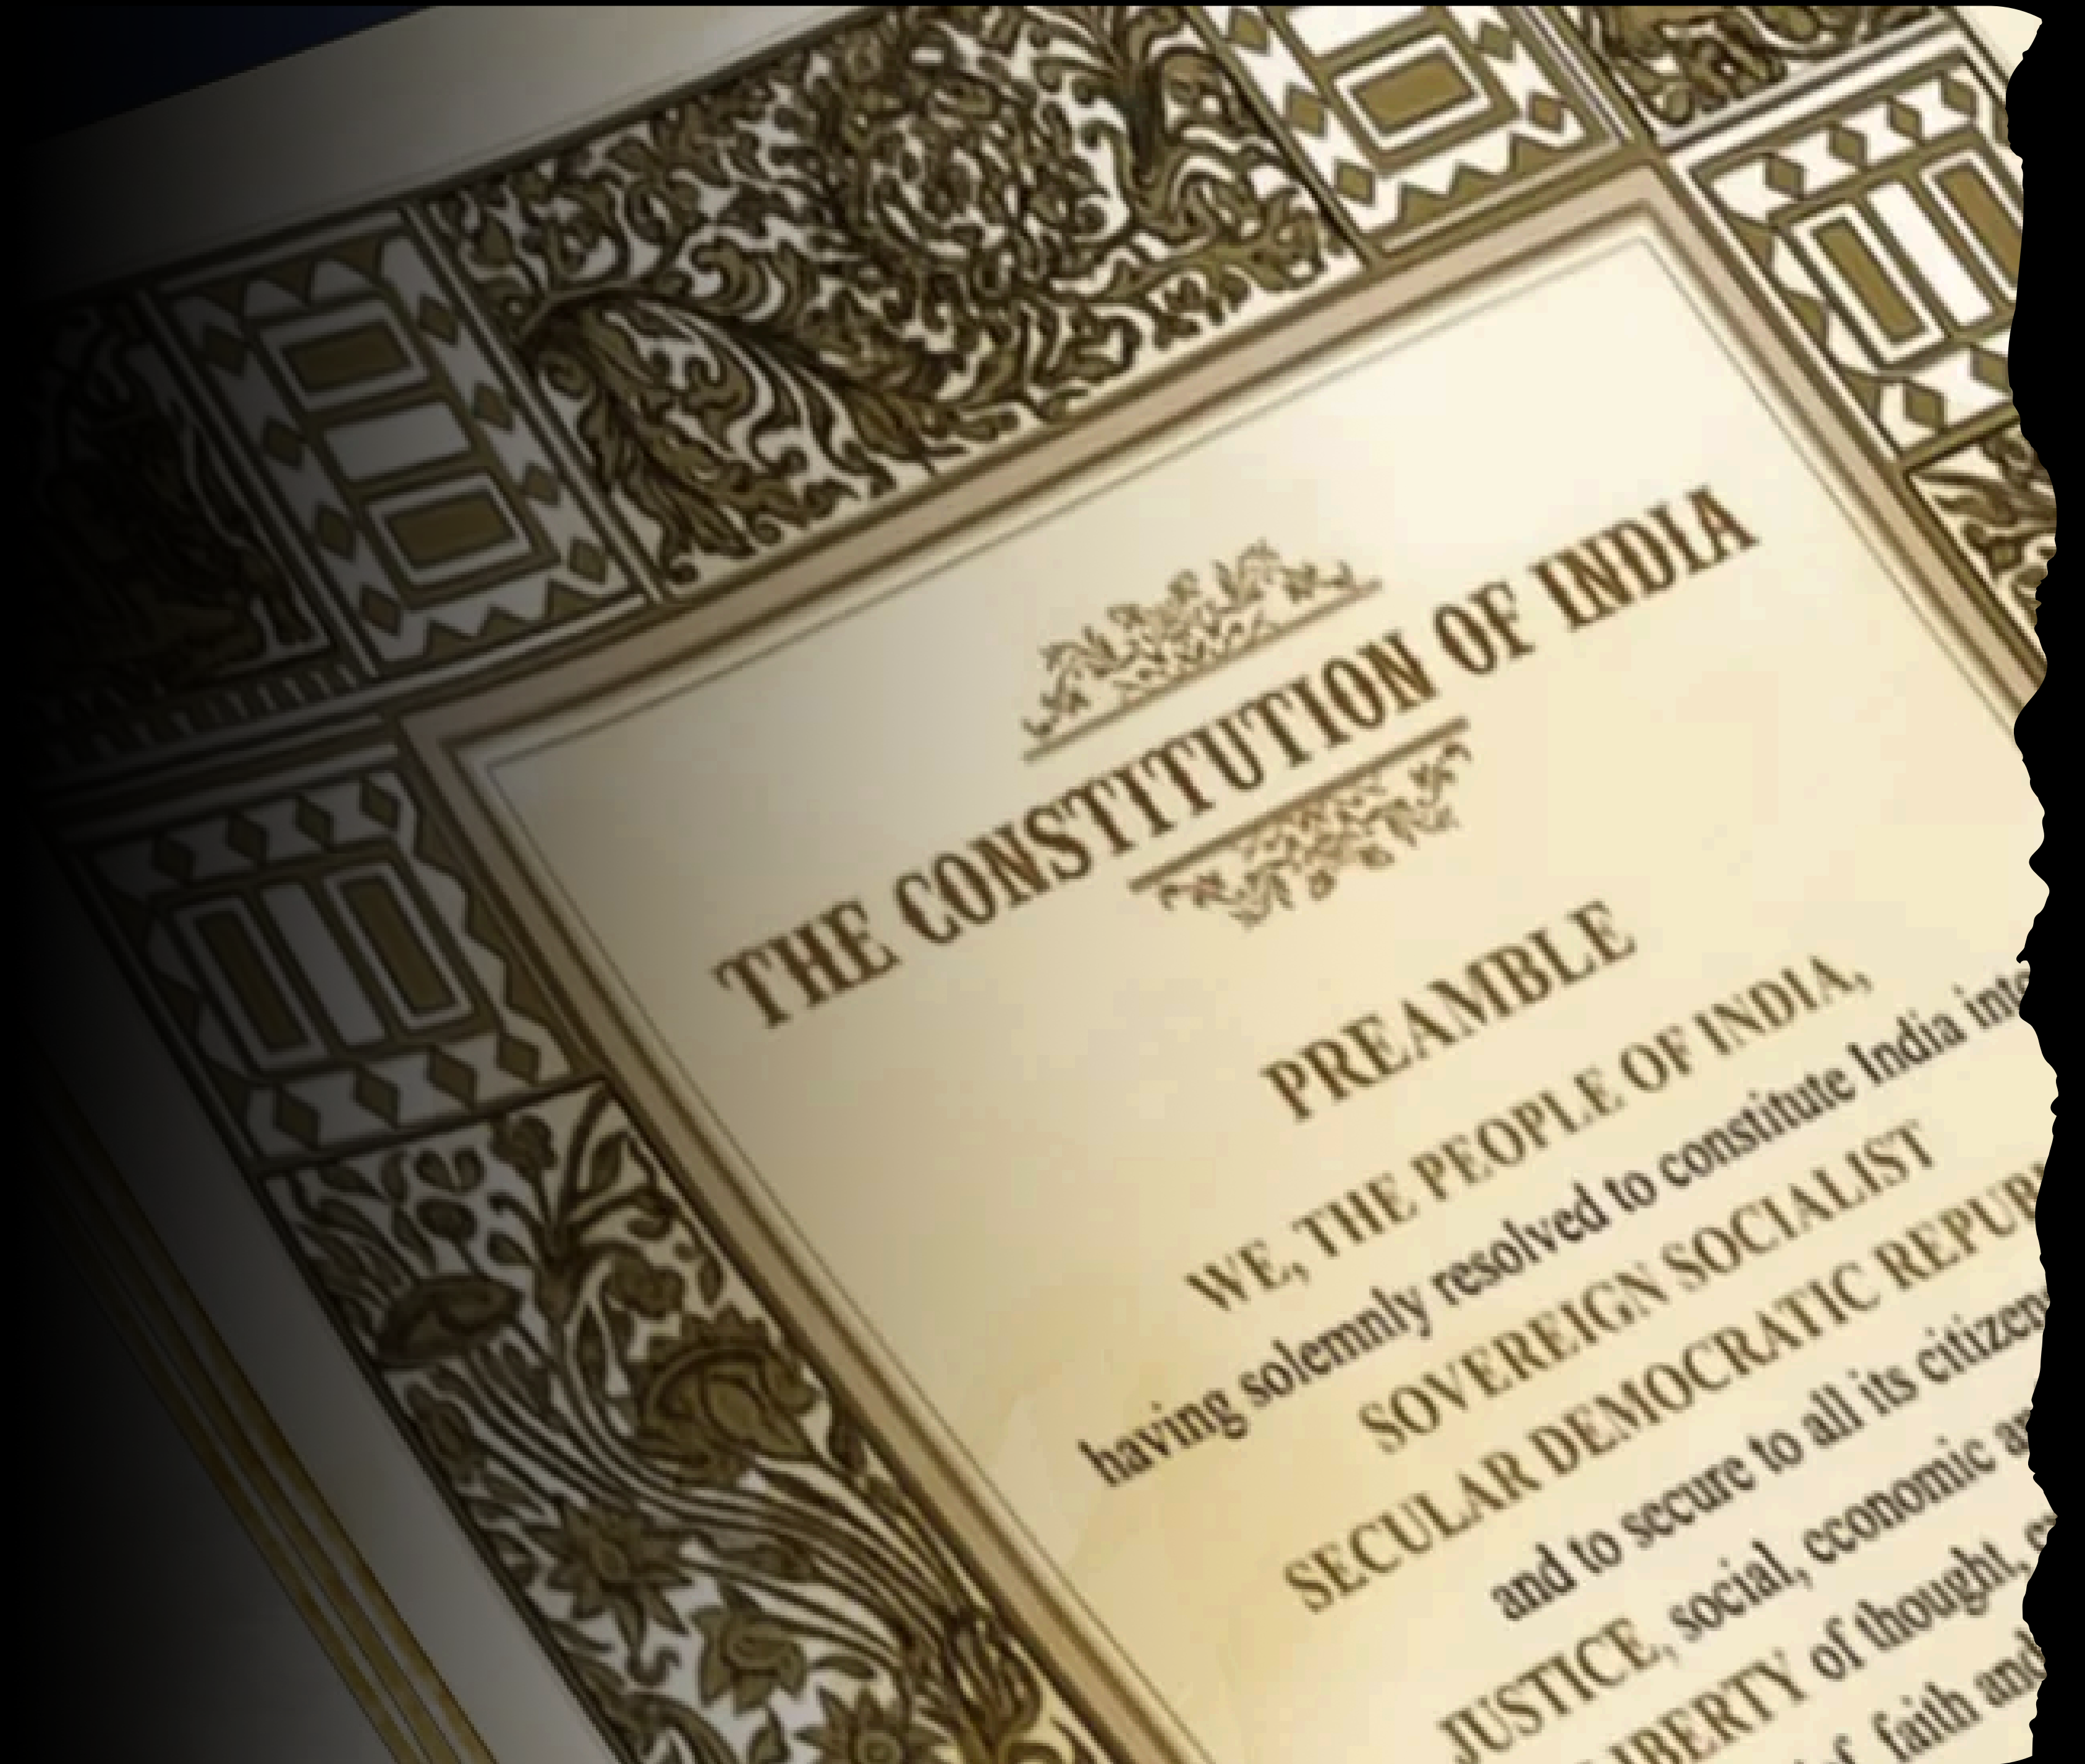 THE CONSTITUTION OF INDIA
PREAMBLE
WE, THE PEOPLE OF INDIA,
having solemnly resolved to constitute India
SOVEREIGN SOCIALIST
SECULAR DEMOCRATIC
and to secure to all its
JUSTICE, social, economic
of thought,
faith and